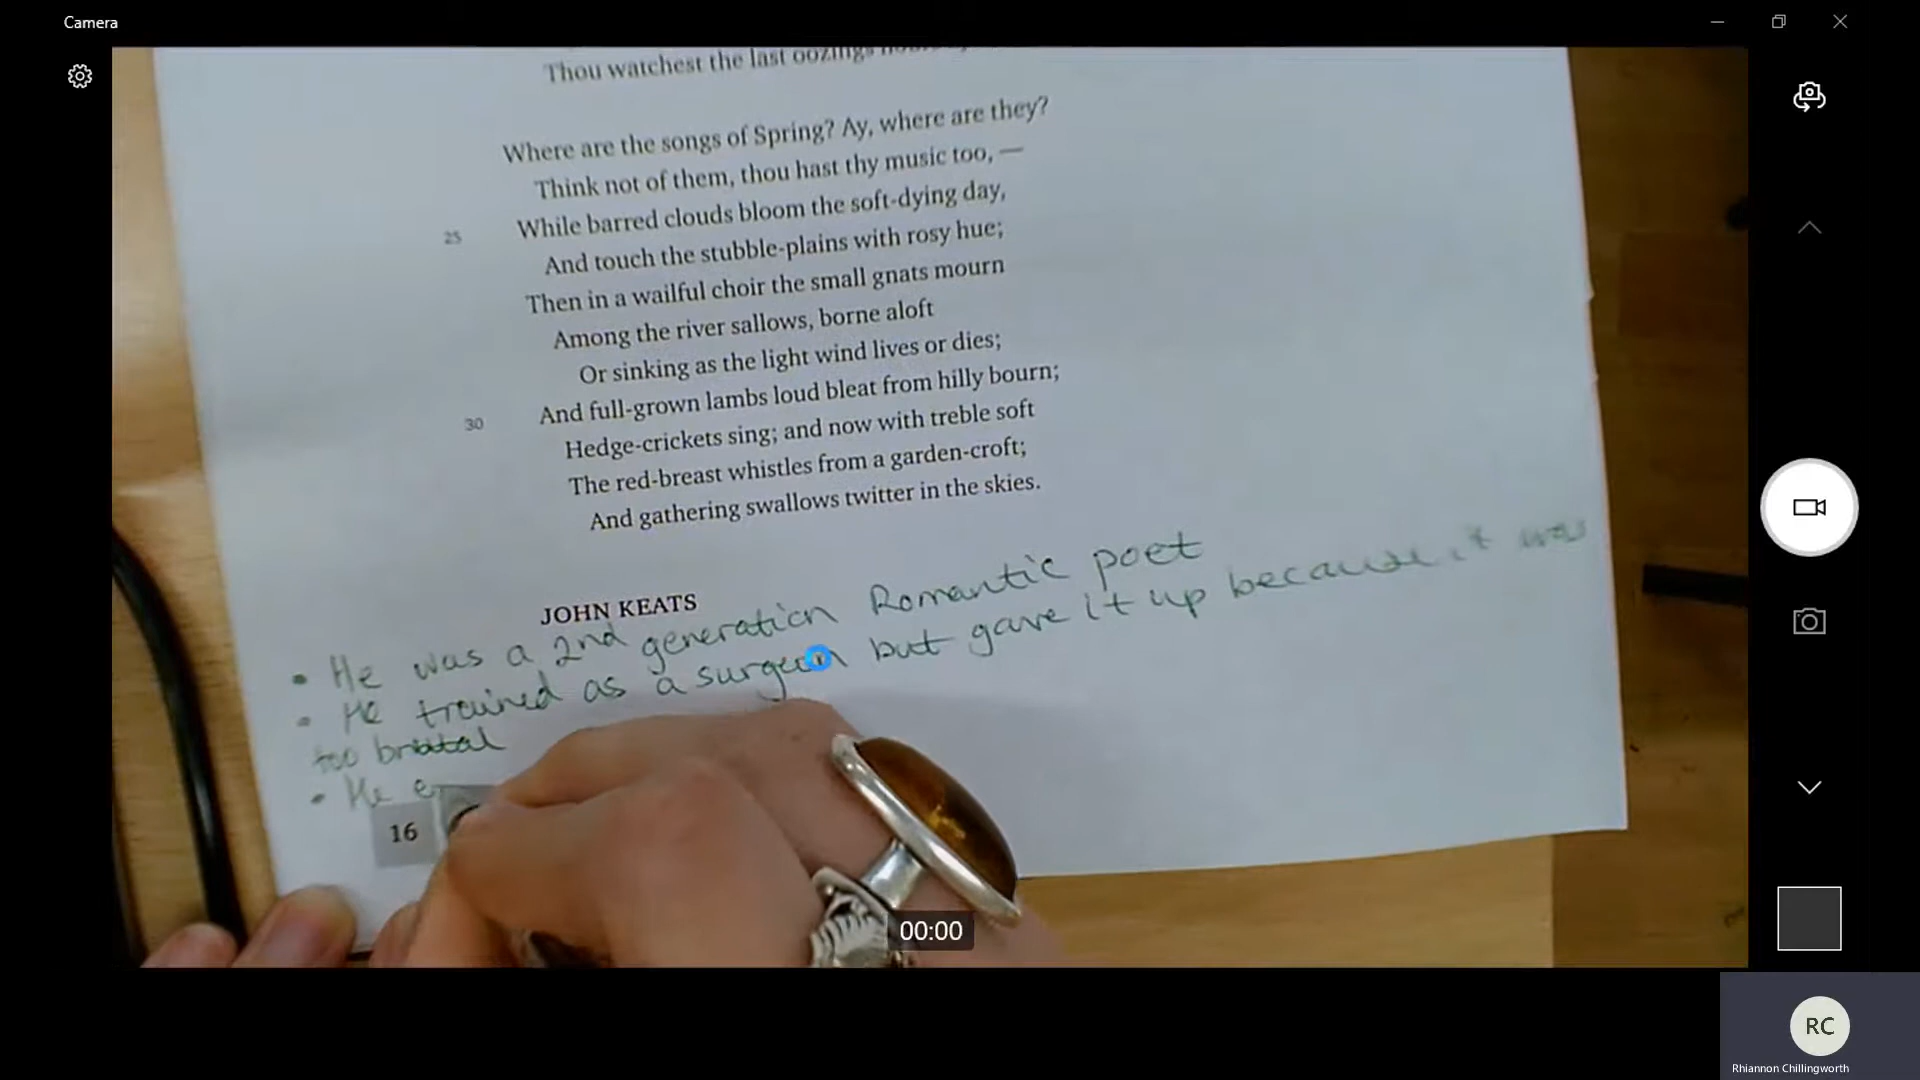 Camera
Thou watchest the last oozings
Where are the songs of Spring? Ay, where are they?
Think not of them, thou hast thy music too, —
25 While barred clouds bloom the soft-dying day,
And touch the stubble-plains with rosy hue;
Then in a wailful choir the small gnats mourn
Among the river sallows, borne aloft
Or sinking as the light wind lives or dies;
30 And full-grown lambs loud bleat from hilly bourn;
Hedge-crickets sing; and now with treble soft
The red-breast whistles from a garden-croft;
And gathering swallows twitter in the skies.
JOHN KEATS
• He was a 2nd generation Romantic poet
• He trained as a surgeon but gave it up because it was
too brutal
• He
16
00:00
RC
Rhiannon Chillingworth